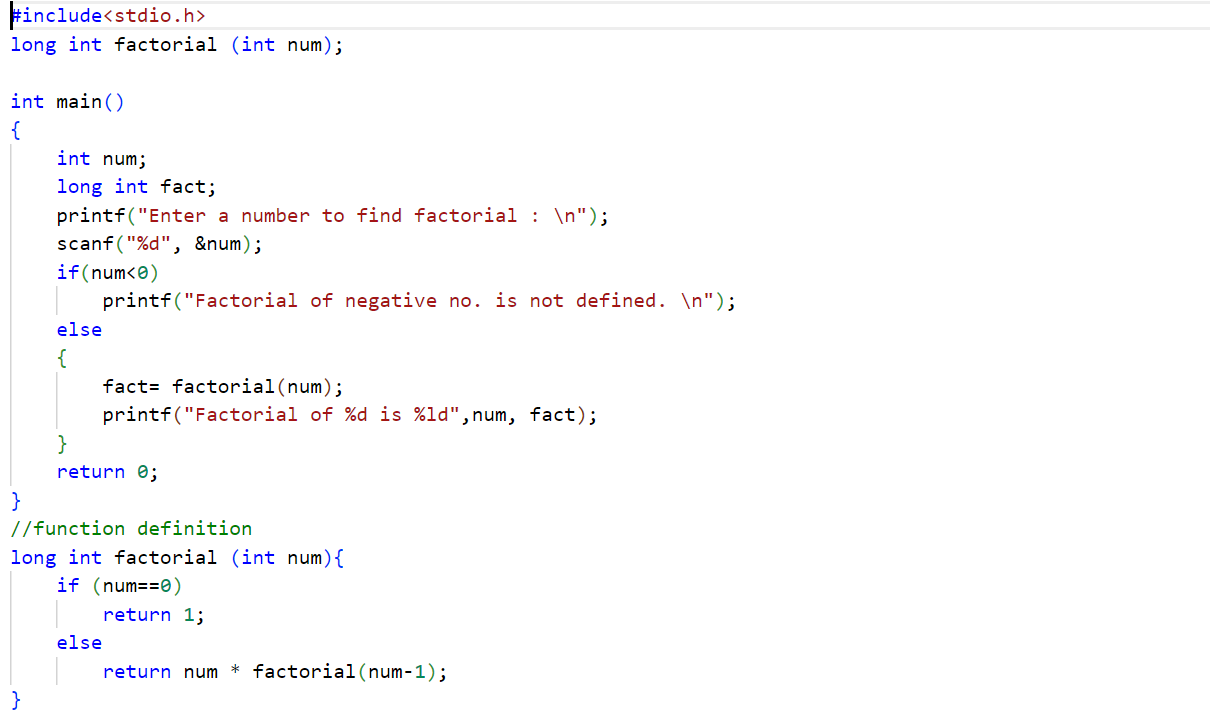 #include<stdio.h>
long int factorial (int num);
int main()
{
    int num;
    long int fact;
    printf("Enter a number to find factorial : \n");
    scanf("%d", &num);
    if(num<0)
        printf("Factorial of negative no. is not defined. \n");
    else
    {
        fact= factorial(num);
        printf("Factorial of %d is %ld",num, fact);
    }
    return 0;
}
//function definition
long int factorial (int num){
    if (num==0)
        return 1;
    else
        return num * factorial(num-1);
}